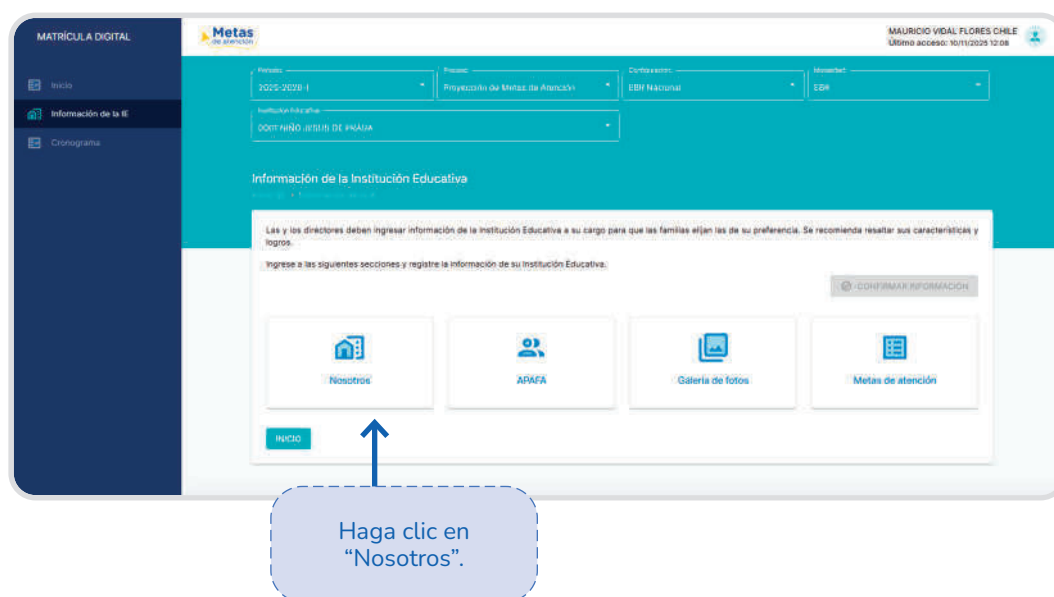 MATRÍCULA DIGITAL
Metas
de atención
MAURICIO VIDAL FLORES CHILE
Último acceso: 10/11/2025 12:08
Inicio
Información de la IE
Cronograma
Periodo
Proceso
Configuración
Modalidad
2025-2026-I
Proyección de Metas de Atención
EBR Nacional
EBR
Institución Educativa
NIÑO JESUS DE PRAGA
Información de la Institución Educativa
Las y los directores deben ingresar información de la Institución Educativa a su cargo para que las familias elijan las de su preferencia. Se recomienda resaltar sus características y
logros.
Ingrese a las siguientes secciones y registre la información de su Institución Educativa.
CONFIRMAR INFORMACIÓN
Nosotros
APAFA
Galería de fotos
Metas de atención
INICIO
Haga clic en
“Nosotros”.